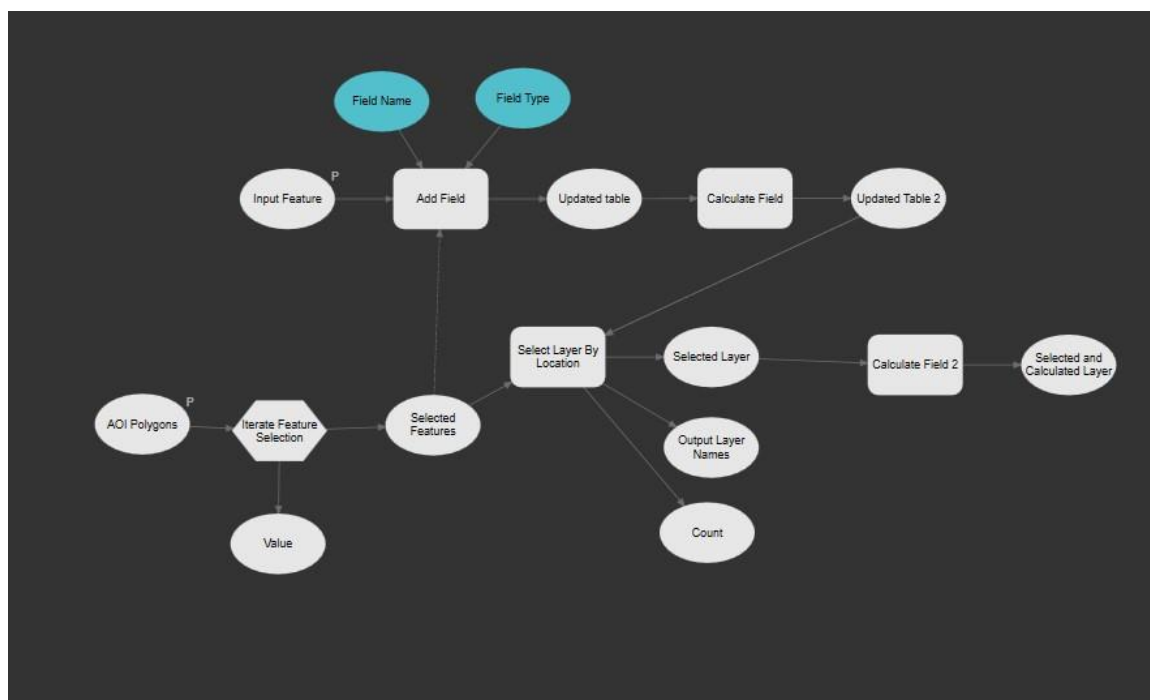 Field Name
Field Type
P
Input Feature
Add Field
Updated table
Calculate Field
Updated Table 2
Select Layer By
Location
Selected Layer
Calculate Field 2
Selected and
Calculated Layer
P
AOI Polygons
Iterate Feature
Selection
Selected
Features
Output Layer
Names
Value
Count